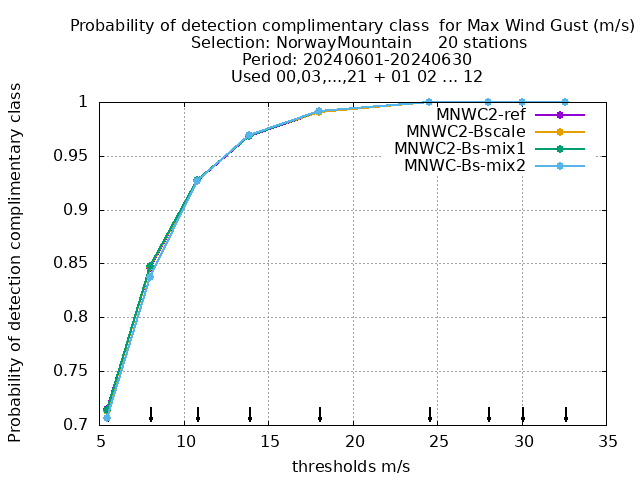 Probability of detection complimentary class  for Max Wind Gust (m/s)
Selection: NorwayMountain     20 stations
Period: 20240601-20240630
Used 00,03,...,21 + 01 02 ... 12
Probability of detection complimentary class
1
0.95
0.9
0.85
0.8
0.75
0.7
MNWC2-ref
MNWC2-Bscale
MNWC2-Bs-mix1
MNWC-Bs-mix2
5 10 15 20 25 30 35
thresholds m/s